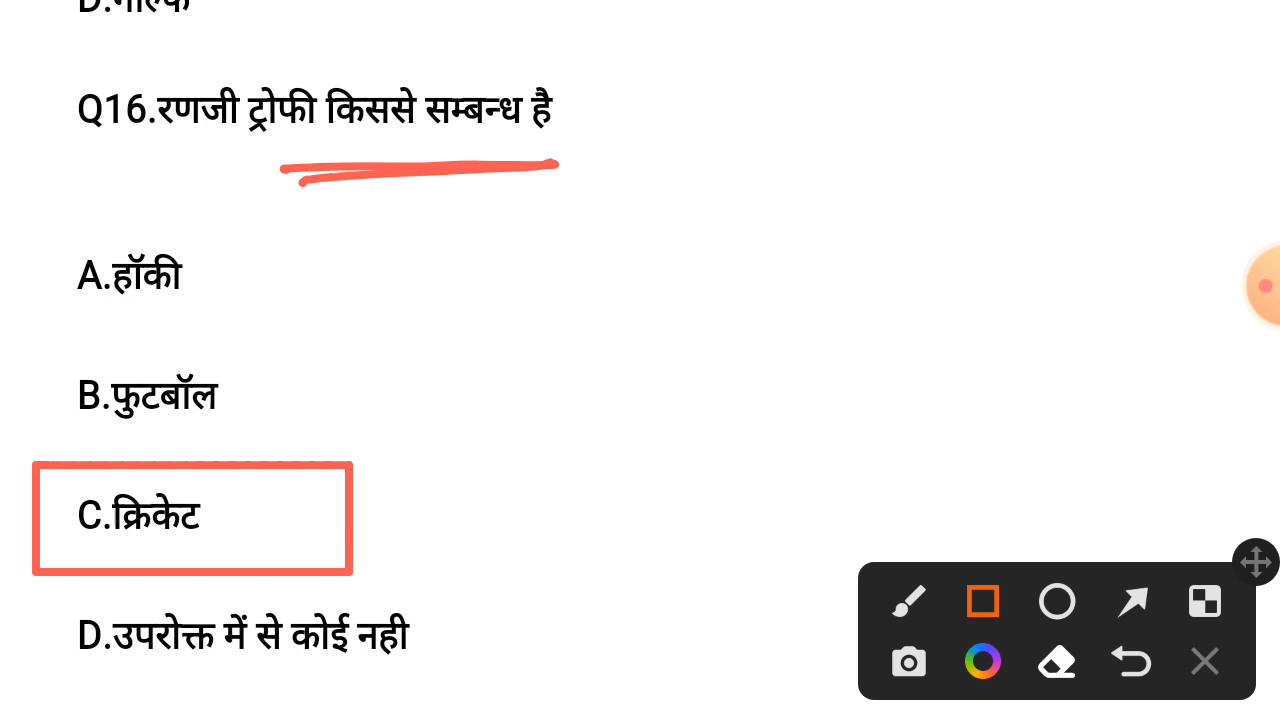 D.गोल्फ
Q16.रणजी ट्रोफी किससे सम्बन्ध है
A.हॉकी
B.फुटबॉल
C.क्रिकेट
D.उपरोक्त में से कोई नही